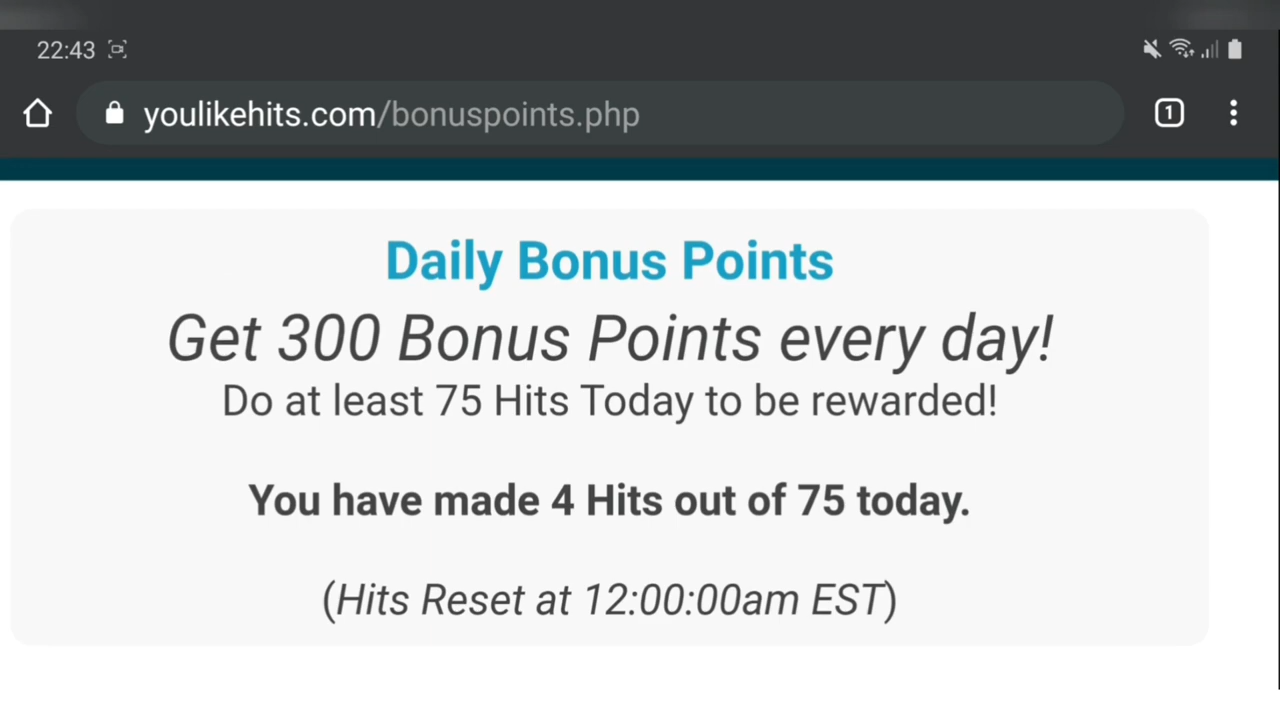 22:43
youlikehits.com/bonuspoints.php
1
Daily Bonus Points
Get 300 Bonus Points every day!
Do at least 75 Hits Today to be rewarded!
You have made 4 Hits out of 75 today.
(Hits Reset at 12:00:00am EST)